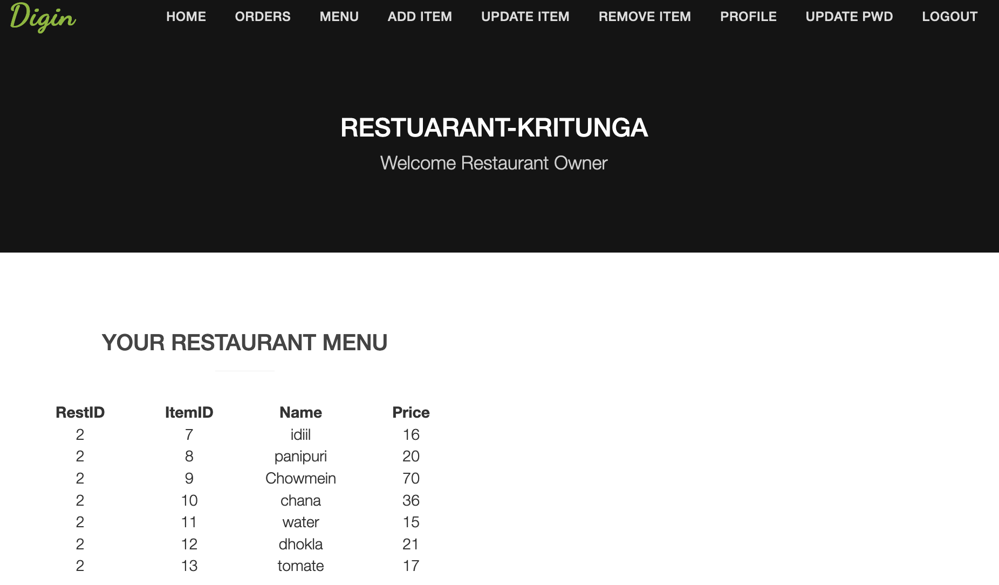 Digin HOME ORDERS MENU ADD ITEM UPDATE ITEM REMOVE ITEM PROFILE UPDATE PWD LOGOUT
RESTUARANT-KRITUNGA
Welcome Restaurant Owner
YOUR RESTAURANT MENU
RestID ItemID Name Price
2 7 idiill 16
2 8 panipuri 20
2 9 Chowmein 70
2 10 chana 36
2 11 water 15
2 12 dhokla 21
2 13 tomate 17